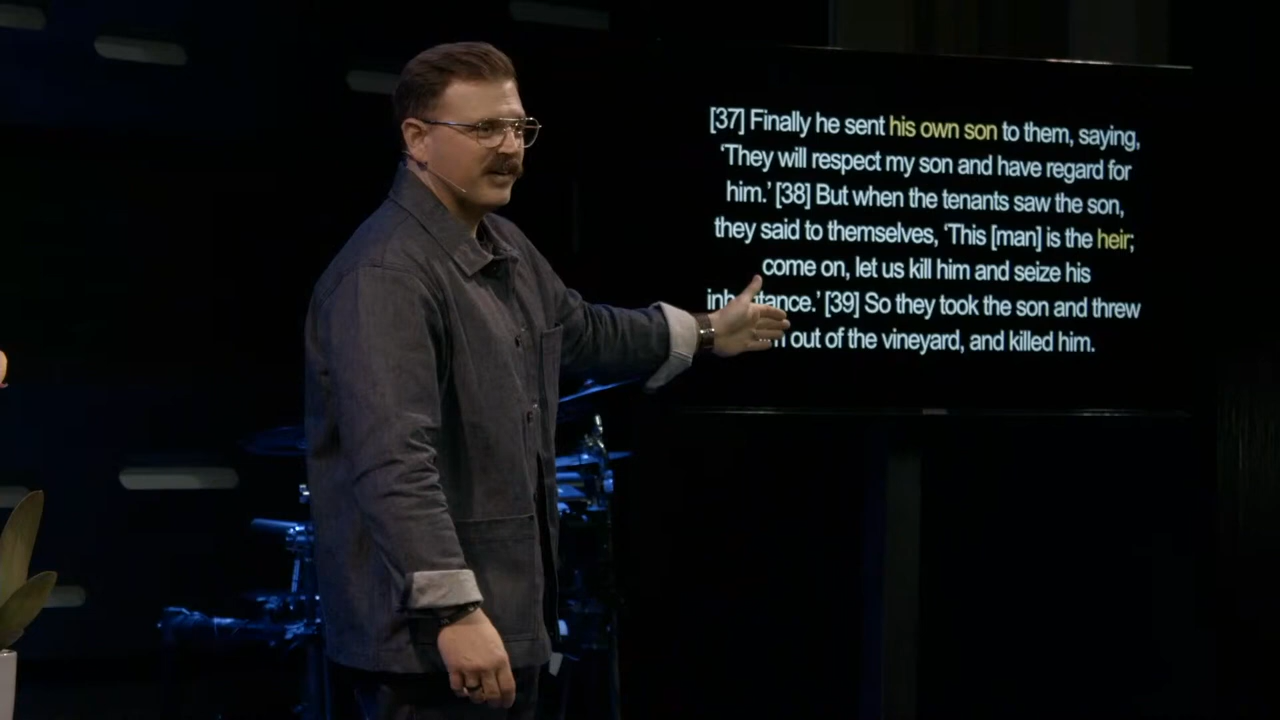 [37] Finally he sent his own son to them, saying,
‘They will respect my son and have regard for
him.’ [38] But when the tenants saw the son,
they said to themselves, ‘This [man] is the heir;
come on, let us kill him and seize his
[39] So they took the son and threw
out of the vineyard, and killed him.